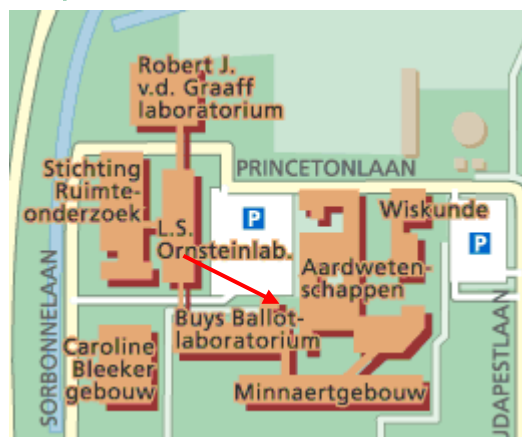 Robert J.
v.d. Graaff
laboratorium
PRINCETONLAAN
Stichting
Ruimte-
onderzoek
P
Wiskunde
P
L.S.
Ornsteinlab.
Aardweten-
schappen
Buys Ballot-
laboratorium
Caroline
Bleeker
gebouw
Minnaertgebouw
SORBONNELAAN
UDAPESTLAAN